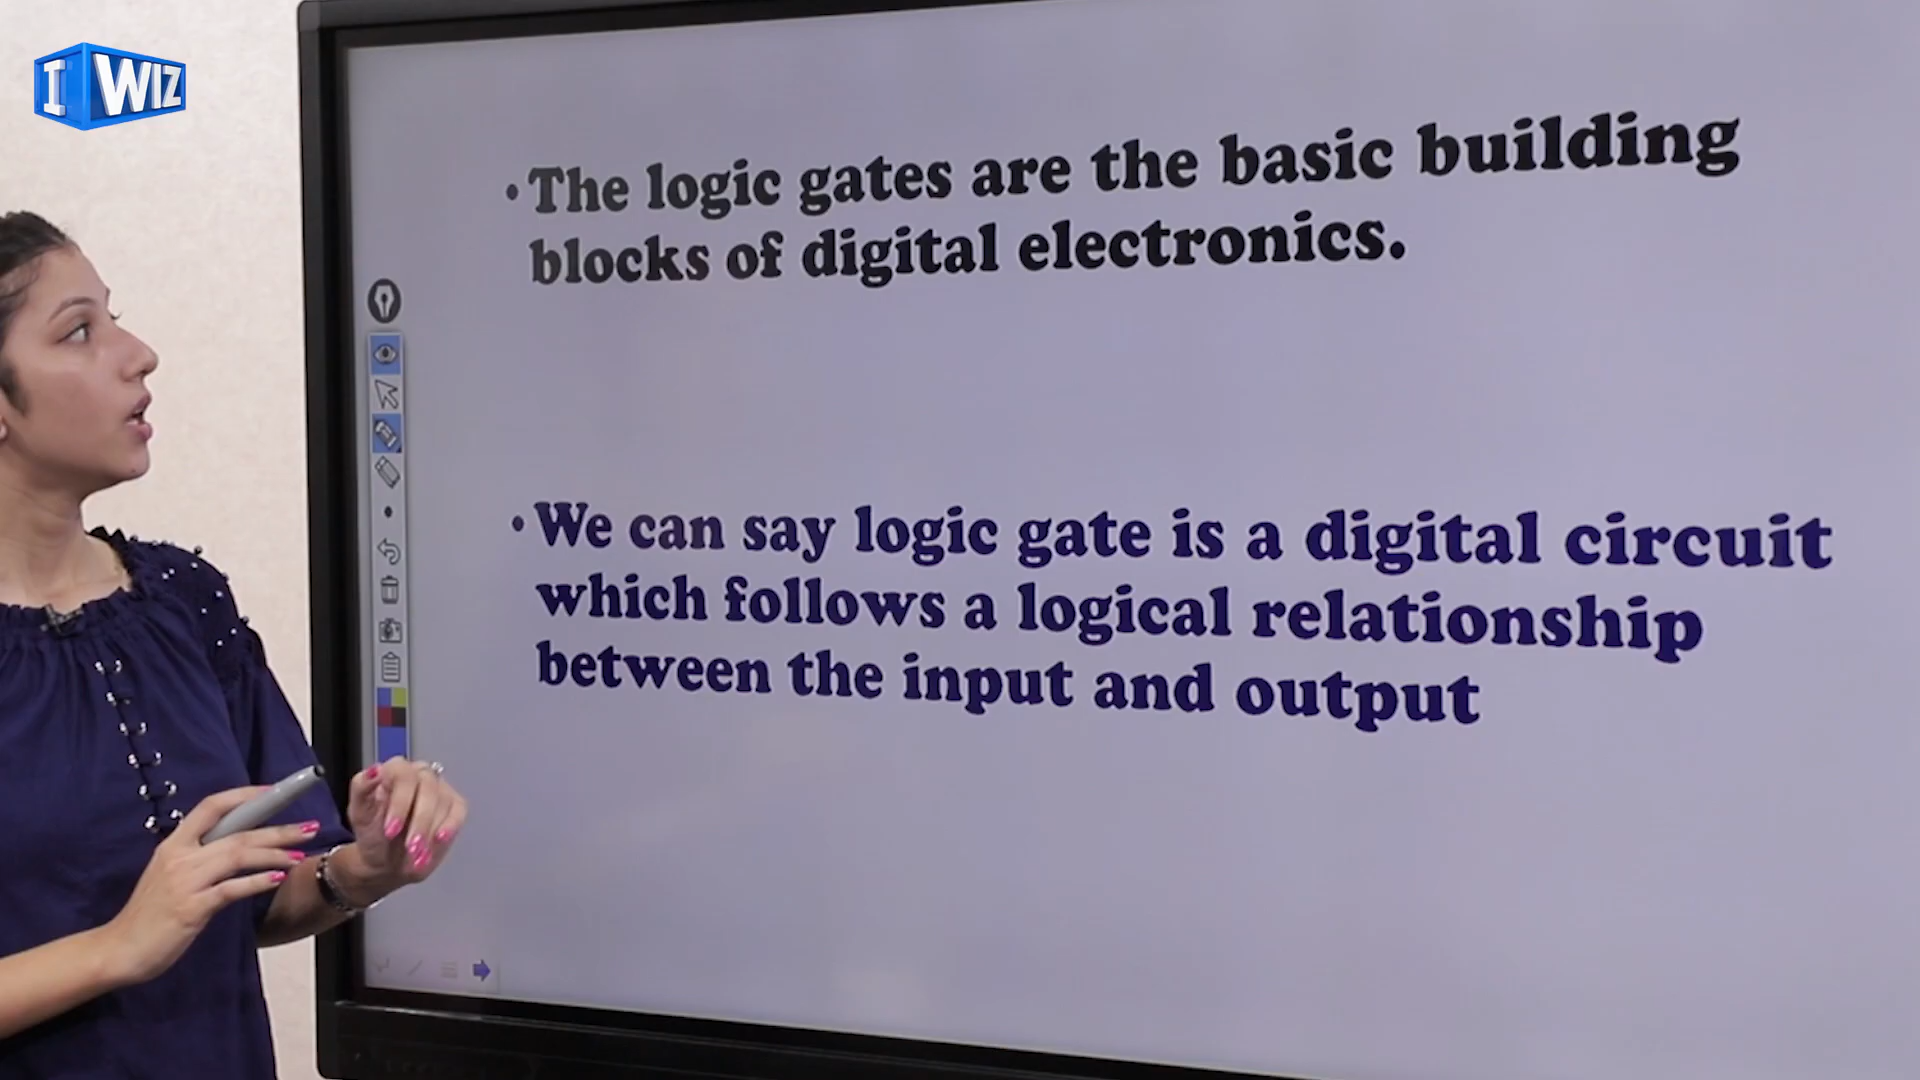 I WIZ
• The logic gates are the basic building
blocks of digital electronics.
• We can say logic gate is a digital circuit
which follows a logical relationship
between the input and output